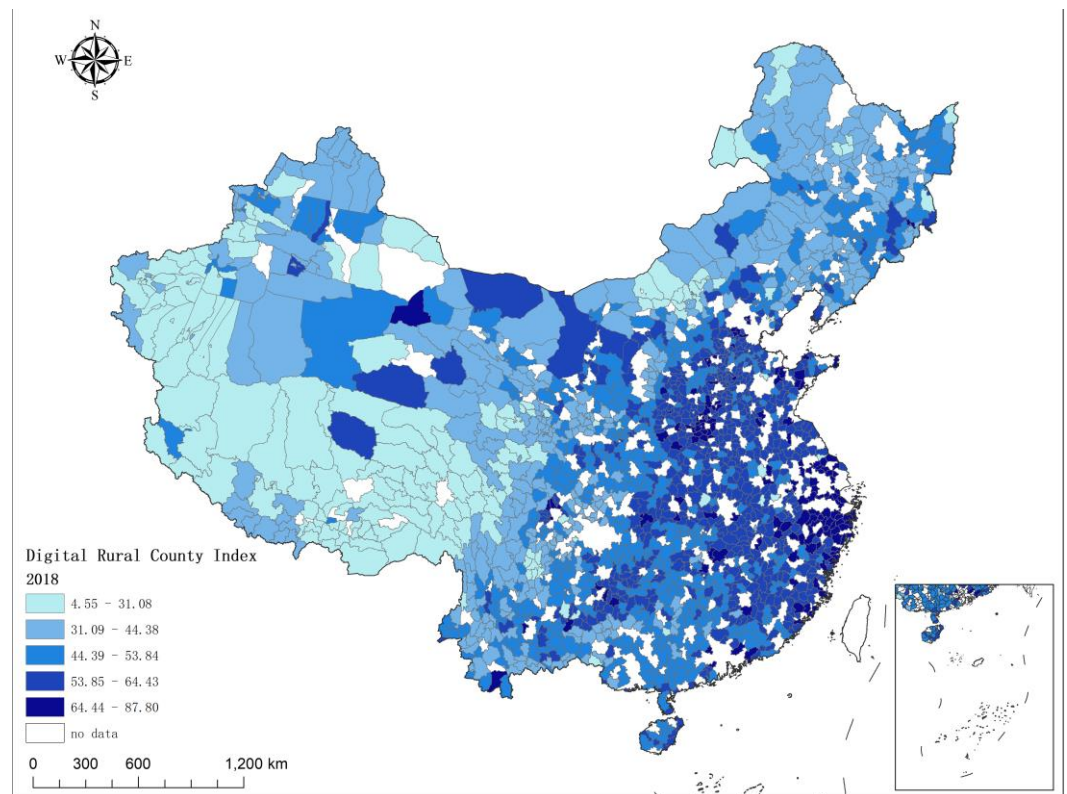 N
W E
S
Digital Rural County Index
2018
4.55 - 31.08
31.09 - 44.38
44.39 - 53.84
53.85 - 64.43
64.44 - 87.80
no data
0 300 600 1,200 km